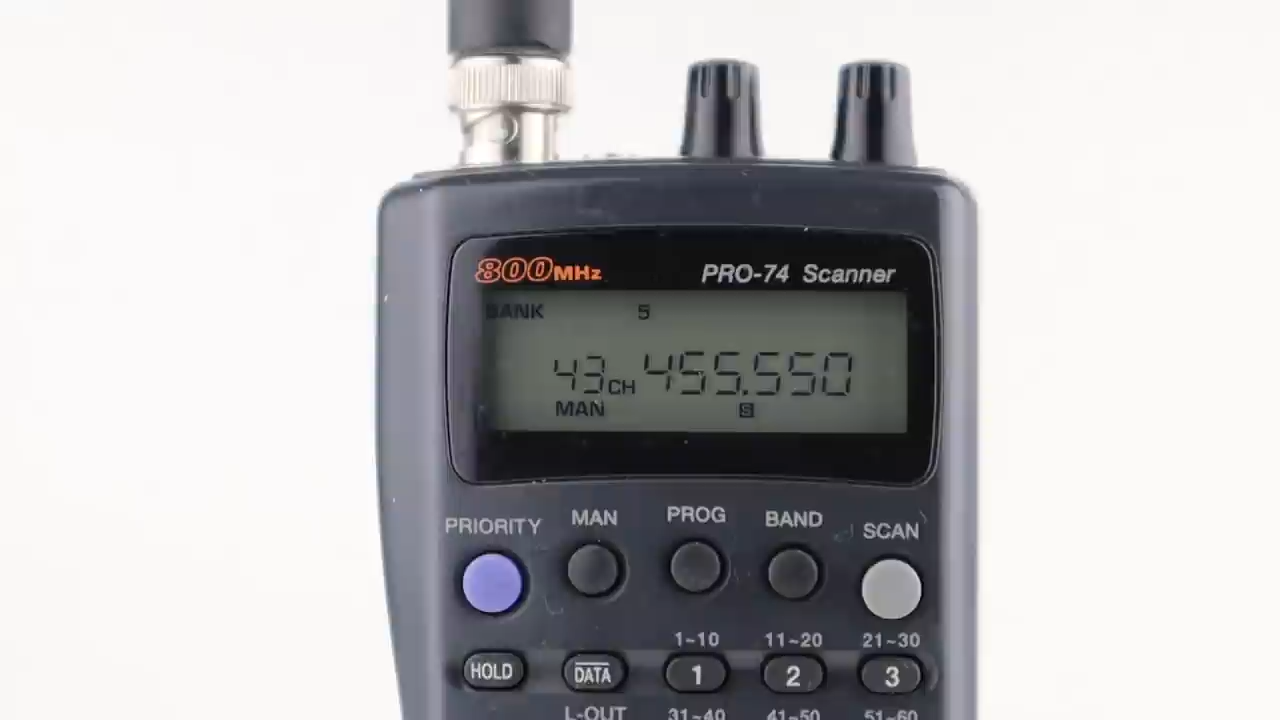 800MHz PRO-74 Scanner
BANK 5
43CH 455.550
MAN S
PRIORITY MAN PROG BAND SCAN
1~10 11~20 21~30
HOLD DATA 1 2 3
L-OUT 31~40 41~50 51~60